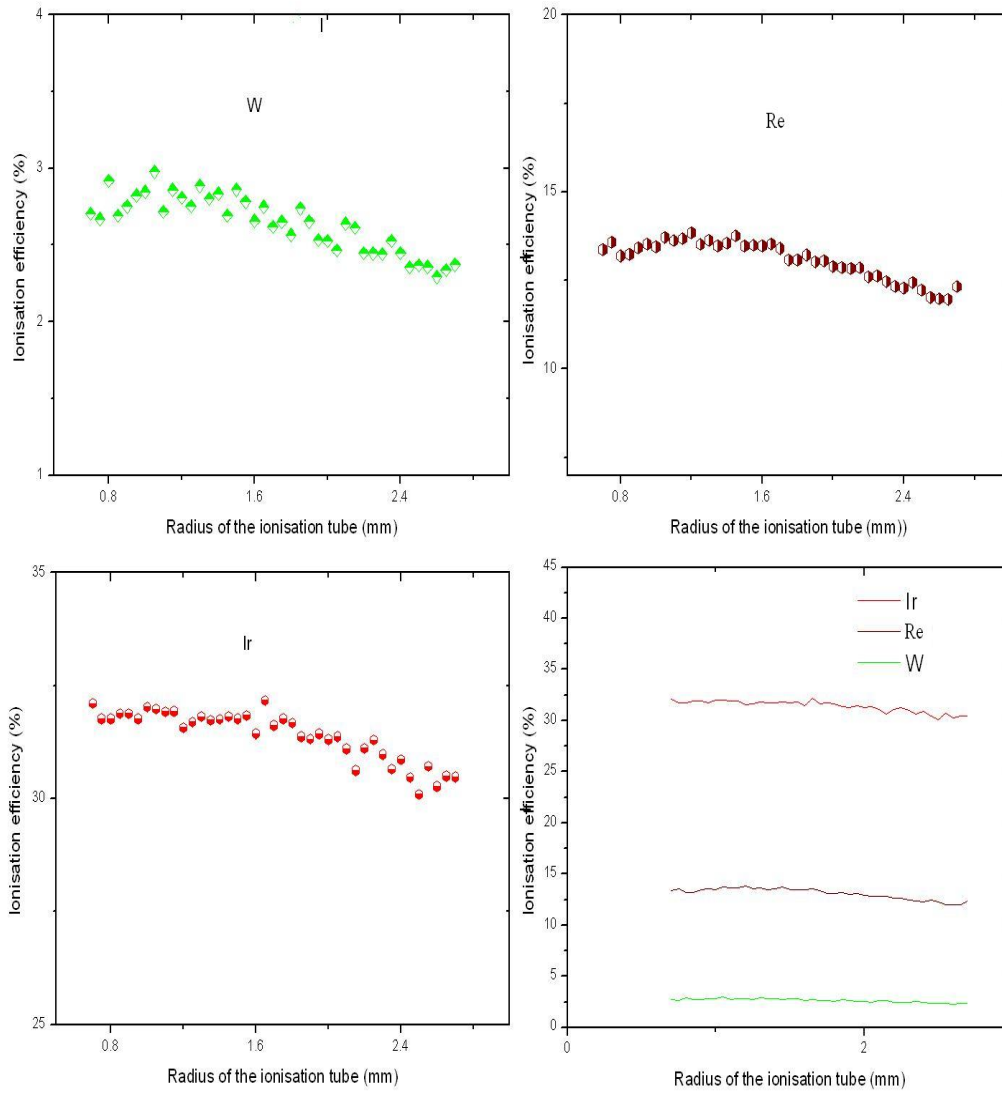 4
3
2
1
Ionisation efficiency (%)
W
0.8 1.6 2.4
Radius of the ionisation tube (mm)
20
15
10
Ionisation efficiency (%)
Re
0.8 1.6 2.4
Radius of the ionisation tube (mm))
35
30
25
Ionisation efficiency (%)
Ir
0.8 1.6 2.4
Radius of the ionisation tube (mm)
45
40
35
30
25
20
15
10
5
0
Ionisation efficiency (%)
Ir
Re
W
0 2
Radius of the ionisation tube (mm)